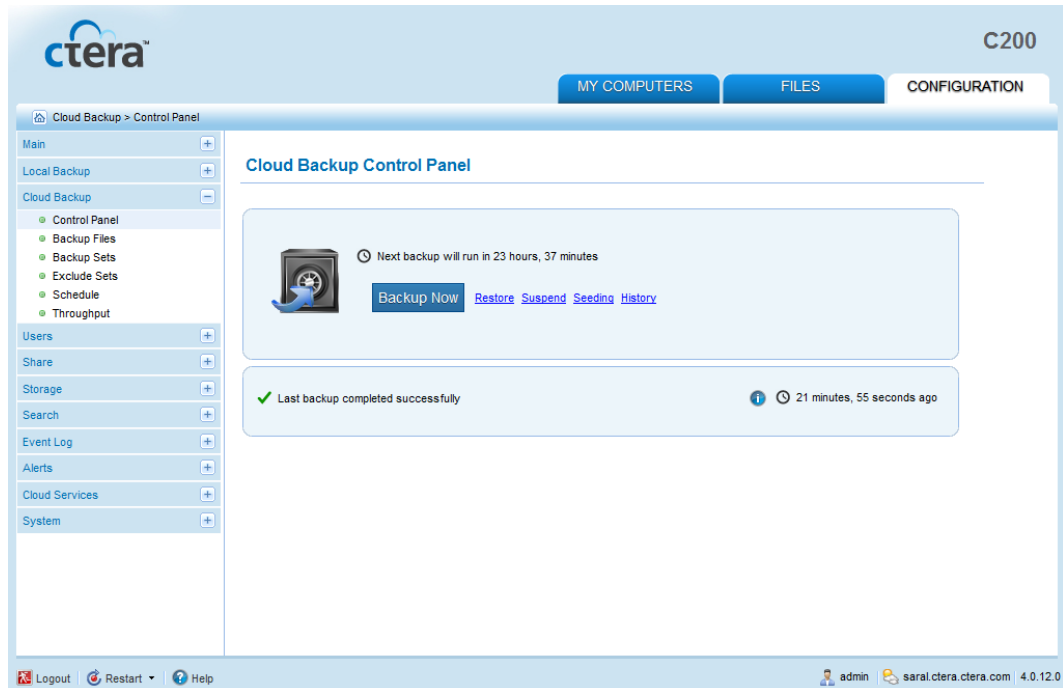 ctera™
C200
MY COMPUTERS
FILES
CONFIGURATION
Cloud Backup > Control Panel
Main
Local Backup
Cloud Backup
Control Panel
Backup Files
Backup Sets
Exclude Sets
Schedule
Throughput
Users
Share
Storage
Search
Event Log
Alerts
Cloud Services
System
Cloud Backup Control Panel
Next backup will run in 23 hours, 37 minutes
Backup Now Restore Suspend Seeding History
Last backup completed successfully
21 minutes, 55 seconds ago
Logout Restart Help
admin saral.ctera.ctera.com 4.0.12.0